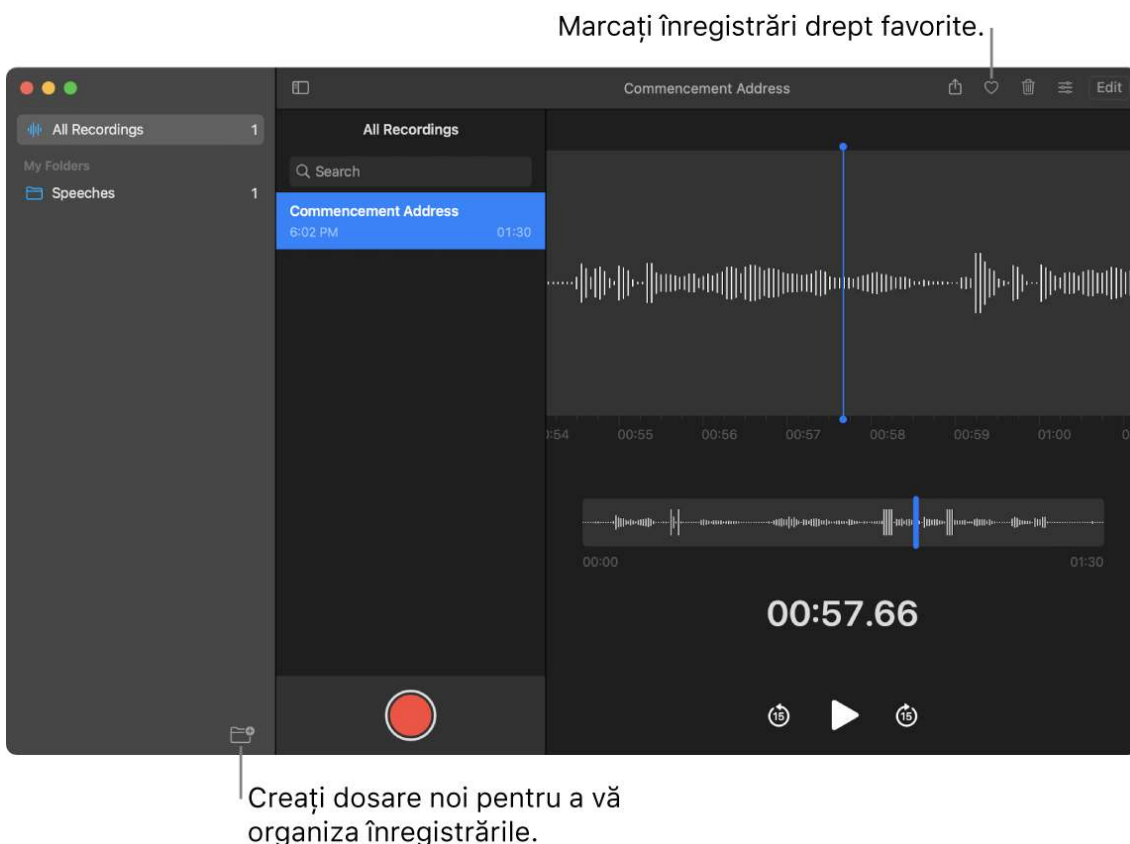 Marcați înregistrări drept favorite.
Commencement Address
Edit
All Recordings 1
My Folders
Speeches 1
All Recordings
Search
Commencement Address
6:02 PM 01:30
00:55 00:56 00:57 00:58 00:59 01:00
00:00 01:30
00:57.66
15 15
Creați dosare noi pentru a vă
organiza înregistrările.